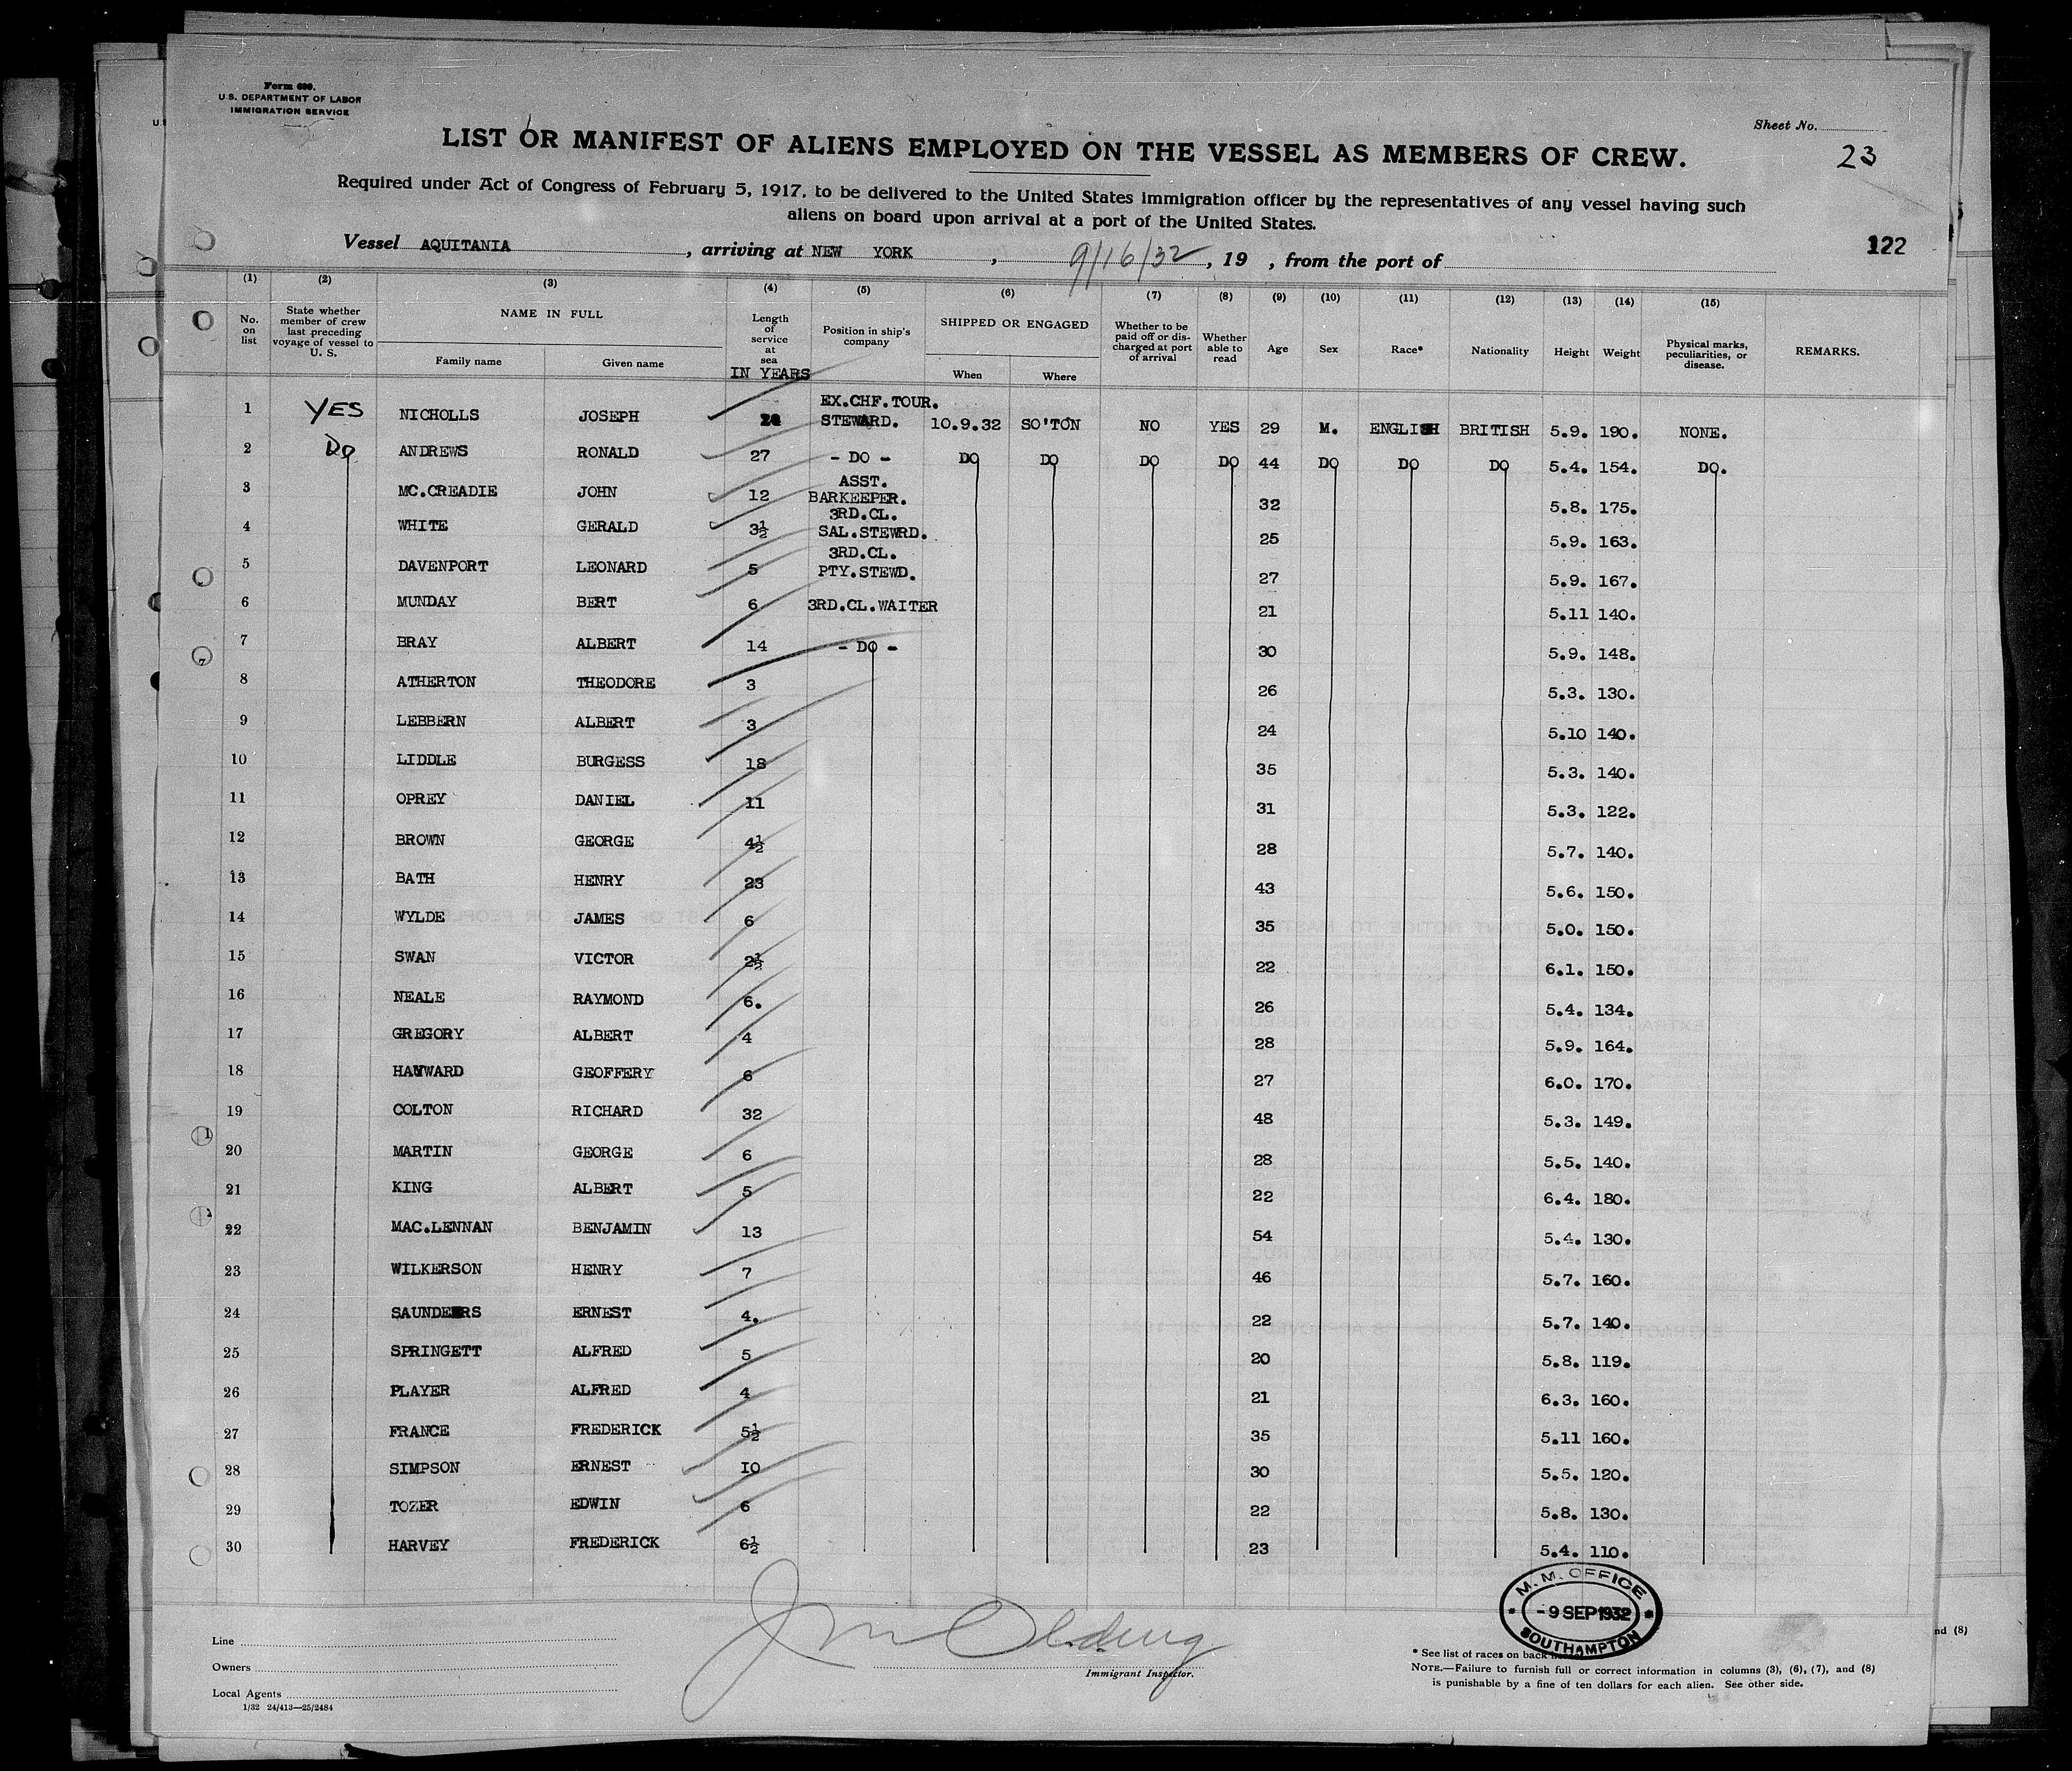 Form 680.
U.S. DEPARTMENT OF LABOR
IMMIGRATION SERVICE
Sheet No.
23
LIST OR MANIFEST OF ALIENS EMPLOYED ON THE VESSEL AS MEMBERS OF CREW.
Required under Act of Congress of February 5, 1917, to be delivered to the United States immigration officer by the representatives of any vessel having such
aliens on board upon arrival at a port of the United States.
122
Vessel AQUITANIA, arriving at NEW YORK, 9/16/32, 19 , from the port of
(1) (2) (3) (4) (5) (6) (7) (8) (9) (10) (11) (12) (13) (14) (15)
No. on list | State whether member of crew last preceding voyage of vessel to U. S. | NAME IN FULL | Family name | Given name | Length of service at sea IN YEARS | Position in ship's company | SHIPPED OR ENGAGED | When | Where | Whether to be paid off or discharged at port of arrival | Whether able to read | Age | Sex | Race* | Nationality | Height | Weight | Physical marks, peculiarities, or disease. | REMARKS.
1 YES NICHOLLS JOSEPH EX.CHF.TOUR. STEWARD. 10.9.32 SO'TON NO YES 29 M. ENGLISH BRITISH 5.9. 190. NONE.
2 DO ANDREWS RONALD 27 - DO - DO DO DO DO 44 DO DO DO 5.4. 154. DO.
3 MC.CREADIE JOHN 12 ASST. BARKEEPER. 32 5.8. 175.
4 WHITE GERALD 3½ 3RD.CL. SAL.STEWRD. 25 5.9. 163.
5 DAVENPORT LEONARD 5 3RD.CL. PTY.STEWD. 27 5.9. 167.
6 MUNDAY BERT 6 3RD.CL.WAITER 21 5.11 140.
7 BRAY ALBERT 14 - DO - 30 5.9. 148.
8 ATHERTON THEODORE 3 26 5.3. 130.
9 LEBBERN ALBERT 3 24 5.10 140.
10 LIDDLE BURGESS 18 35 5.3. 140.
11 OPREY DANIEL 11 31 5.3. 122.
12 BROWN GEORGE 4½ 28 5.7. 140.
13 BATH HENRY 23 43 5.6. 150.
14 WYLDE JAMES 6 35 5.0. 150.
15 SWAN VICTOR 2½ 22 6.1. 150.
16 NEALE RAYMOND 6. 26 5.4. 134.
17 GREGORY ALBERT 4 28 5.9. 164.
18 HAYWARD GEOFFERY 6 27 6.0. 170.
19 COLTON RICHARD 32 48 5.3. 149.
20 MARTIN GEORGE 6 28 5.5. 140.
21 KING ALBERT 5 22 6.4. 180.
22 MAC.LENNAN BENJAMIN 13 54 5.4. 130.
23 WILKERSON HENRY 7 46 5.7. 160.
24 SAUNDERS ERNEST 4. 22 5.7. 140.
25 SPRINGETT ALFRED 5 20 5.8. 119.
26 PLAYER ALFRED 4 21 6.3. 160.
27 FRANCE FREDERICK 5½ 35 5.11 160.
28 SIMPSON ERNEST IO 30 5.5. 120.
29 TOZER EDWIN 6 22 5.8. 130.
30 HARVEY FREDERICK 6½ 23 5.4. 110.
M. M. OFFICE
- 9 SEP 1932
SOUTHAMPTON
Line
Owners
Local Agents
1/32 24/413—25/2484
Immigrant Inspector.
* See list of races on back
NOTE.—Failure to furnish full or correct information in columns (3), (6), (7), and (8)
is punishable by a fine of ten dollars for each alien. See other side.
nd (8)